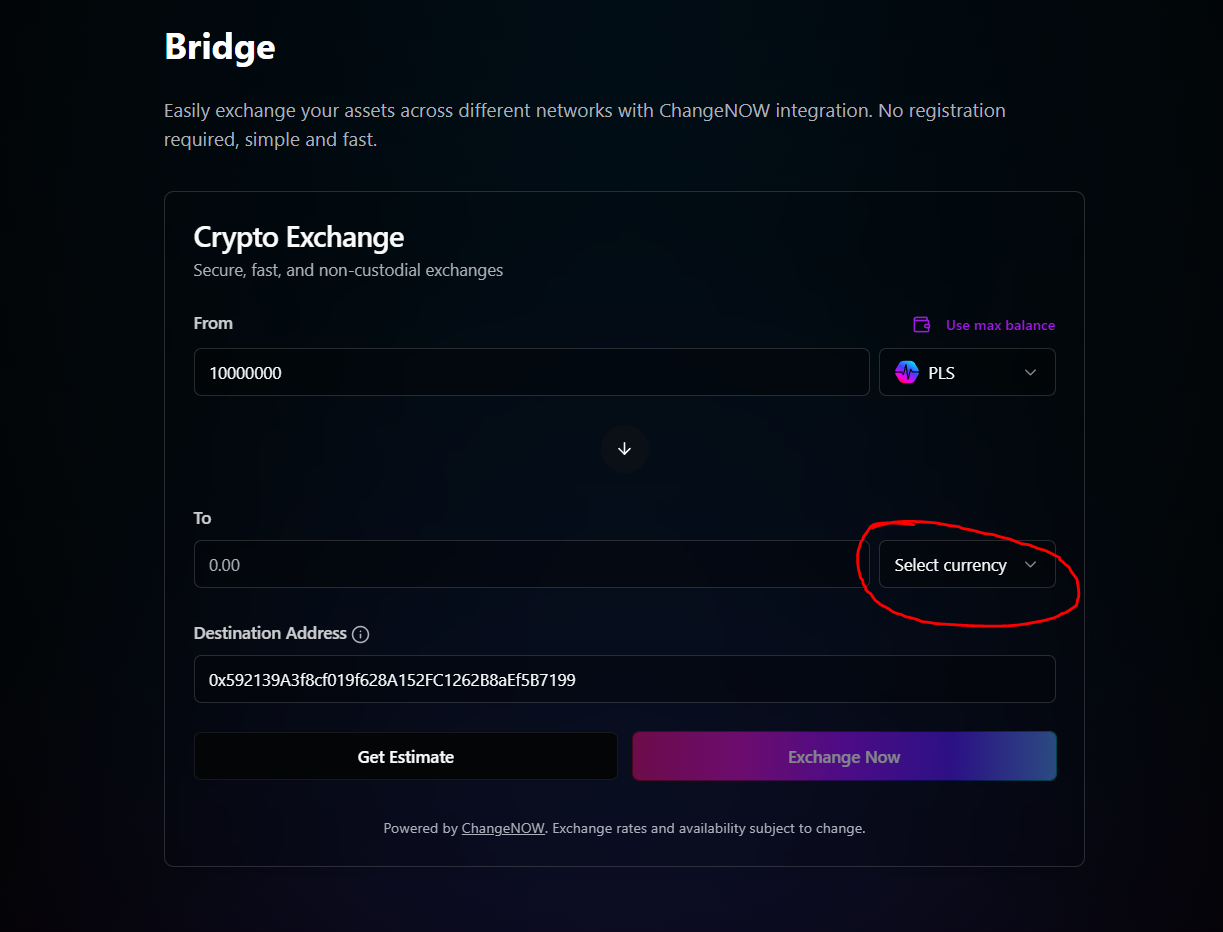 Bridge
Easily exchange your assets across different networks with ChangeNOW integration. No registration
required, simple and fast.
Crypto Exchange
Secure, fast, and non-custodial exchanges
From
Use max balance
10000000
PLS
To
0.00
Select currency
Destination Address
0x592139A3f8cf019f628A152FC1262B8aEf5B7199
Get Estimate
Exchange Now
Powered by ChangeNOW. Exchange rates and availability subject to change.